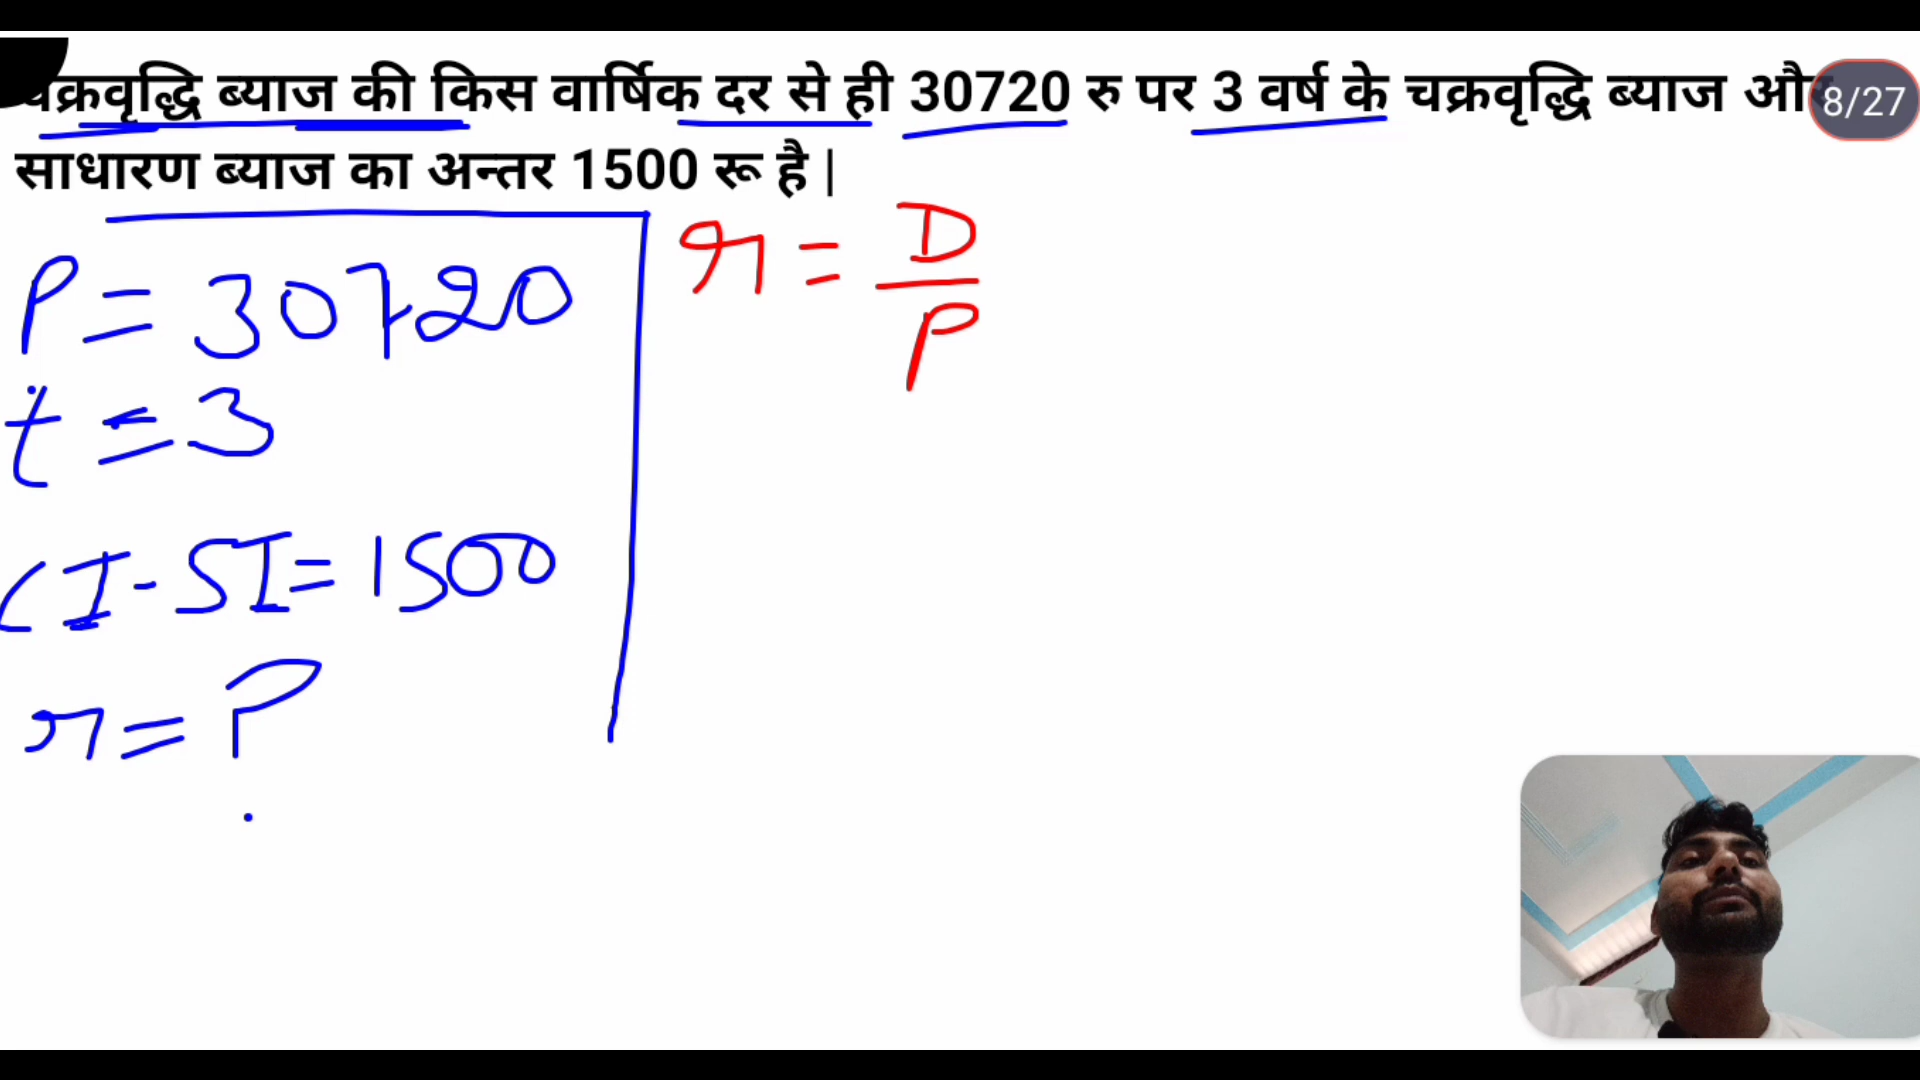 चक्रवृद्धि ब्याज की किस वार्षिक दर से ही 30720 रु पर 3 वर्ष के चक्रवृद्धि ब्याज और
8/27
साधारण ब्याज का अन्तर 1500 रू है |
P = 30720
t = 3
CI - SI = 1500
r = ?
r = D/P